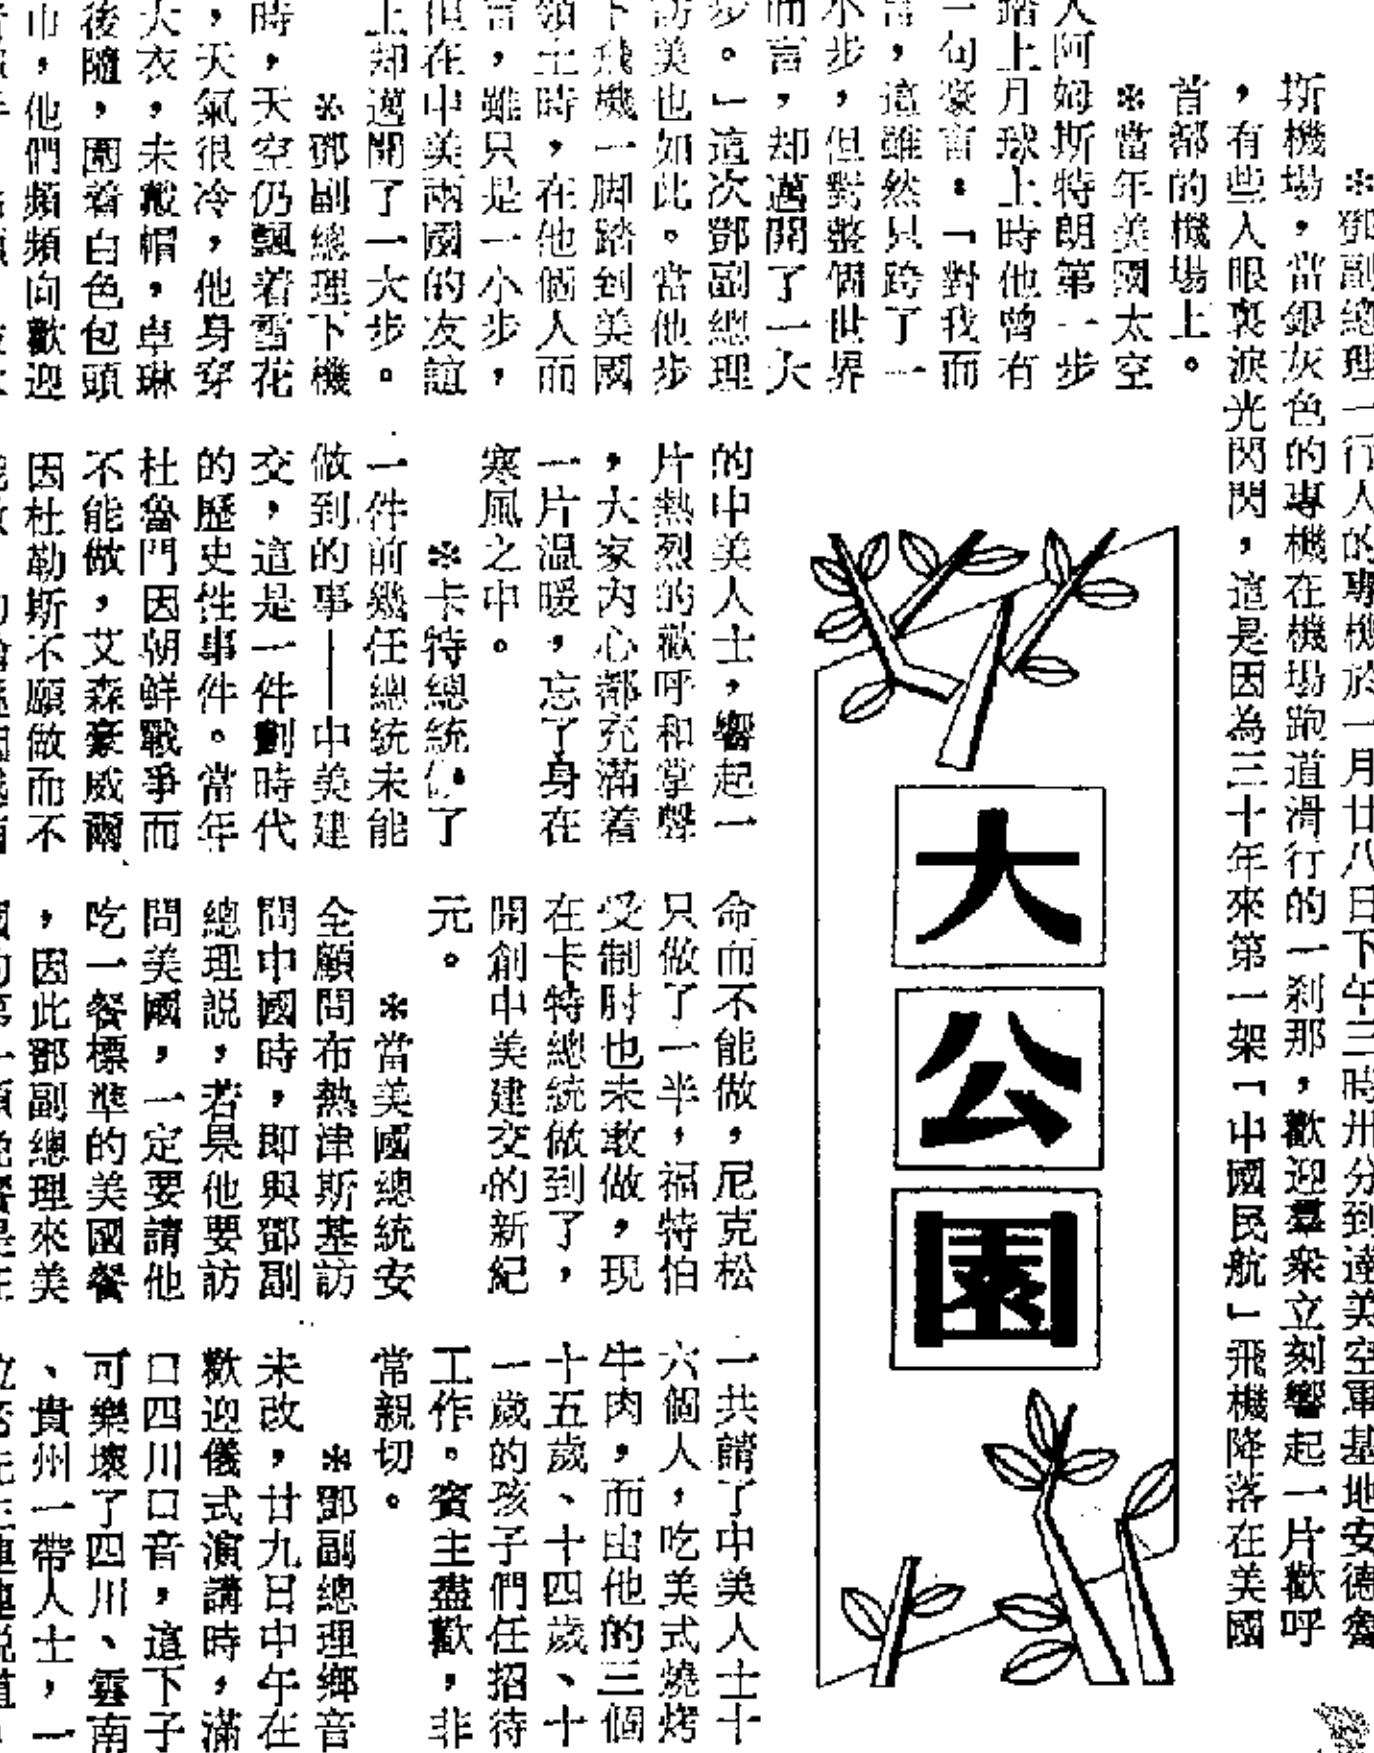 ※鄧副總理一行人的專機於一月廿八日下午三時卅分到達美空軍基地安德魯
斯機場。當銀灰色的專機在機場跑道滑行的一刹那，歡迎羣衆立刻響起一片歡呼
，有些人眼裏淚光閃閃，這是因為三十年來第一架「中國民航」飛機降落在美國
首都的機場上。
※當年美國太空
人阿姆斯特朗第一步
踏上月球上時他曾有
一句豪言：「對我而
言，這雖然只跨了一
小步，但對整個世界
而言，却邁開了一大
步。」這次鄧副總理
訪美也如此。當他步
下飛機一脚踏到美國
領土時，在他個人而
言，雖只是一小步，
但在中美兩國的友誼
上却邁開了一大步。
※鄧副總理下機
時，天空仍飄着雪花
，天氣很冷，他身穿
大衣，未戴帽，卓琳
後隨，圍着白色包頭
巾，他們頻頻向歡迎
大公園
的中美人士，響起一
片熱烈的歡呼和掌聲
，大家內心都充滿着
一片溫暖，忘了身在
寒風之中。
※卡特總統做了
一件前幾任總統未能
做到的事——中美建
交，這是一件劃時代
的歷史性事件。當年
杜魯門因朝鮮戰爭而
不能做，艾森豪威爾
因杜勒斯不願做而不
命而不能做，尼克松
只做了一半，福特怕
受制肘也未敢做，現
在卡特總統做到了，
開創中美建交的新紀
元。
※當美國總統安
全顧問布熱津斯基訪
問中國時，即與鄧副
總理説，若果他要訪
問美國，一定要請他
吃一餐標準的美國餐
，因此鄧副總理來美
一共請了中美人士十
六個人，吃美式燒烤
牛肉，而由他的三個
十五歲、十四歲、十
一歲的孩子們任招待
工作。賓主盡歡，非
常親切。
※鄧副總理鄉音
未改，廿九日中午在
歡迎儀式演講時，滿
口四川口音，這下子
可樂壞了四川、雲南
、貴州一帶人士，一